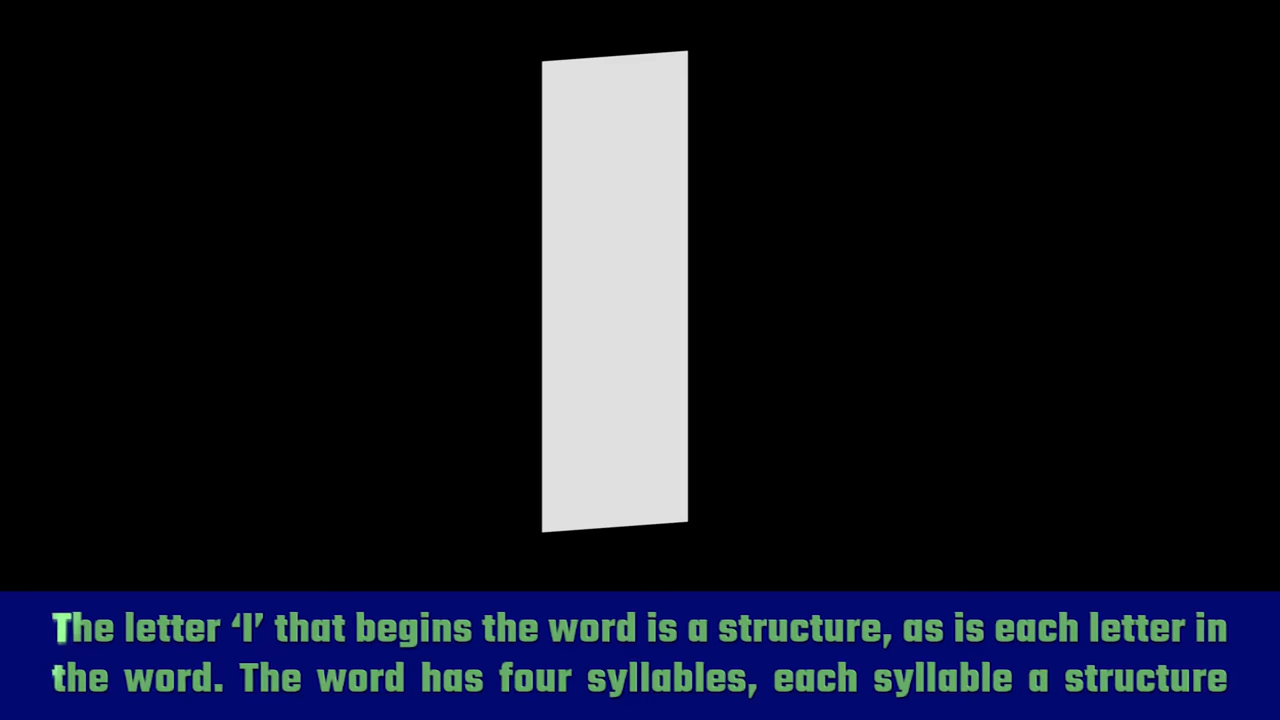 I
The letter ‘I’ that begins the word is a structure, as is each letter in
the word. The word has four syllables, each syllable a structure